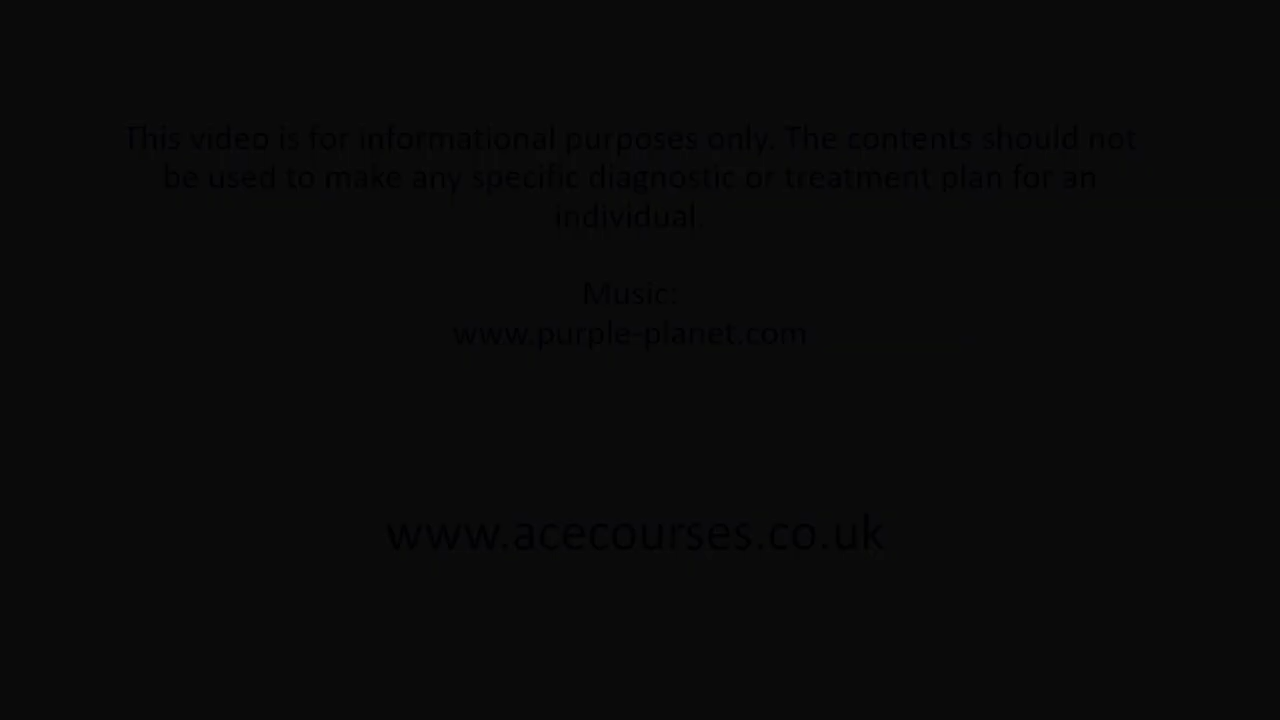 This video is for informational purposes only. The contents should not
be used to make any specific diagnostic or treatment plan for an
individual.
Music:
www.purple-planet.com
www.acecourses.co.uk